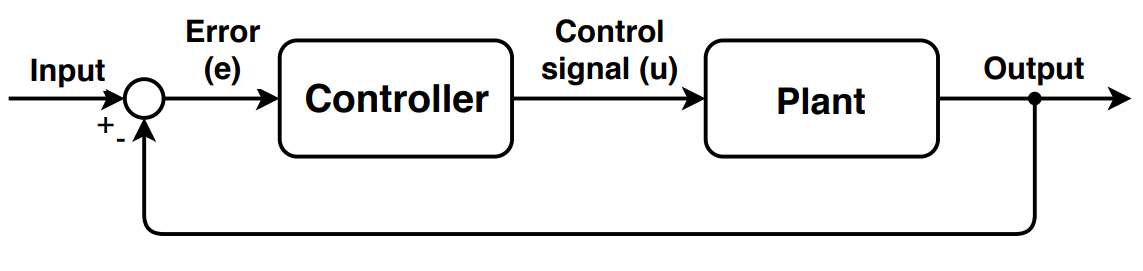 Input
Error
(e)
Controller
Control
signal (u)
Plant
Output
+
-